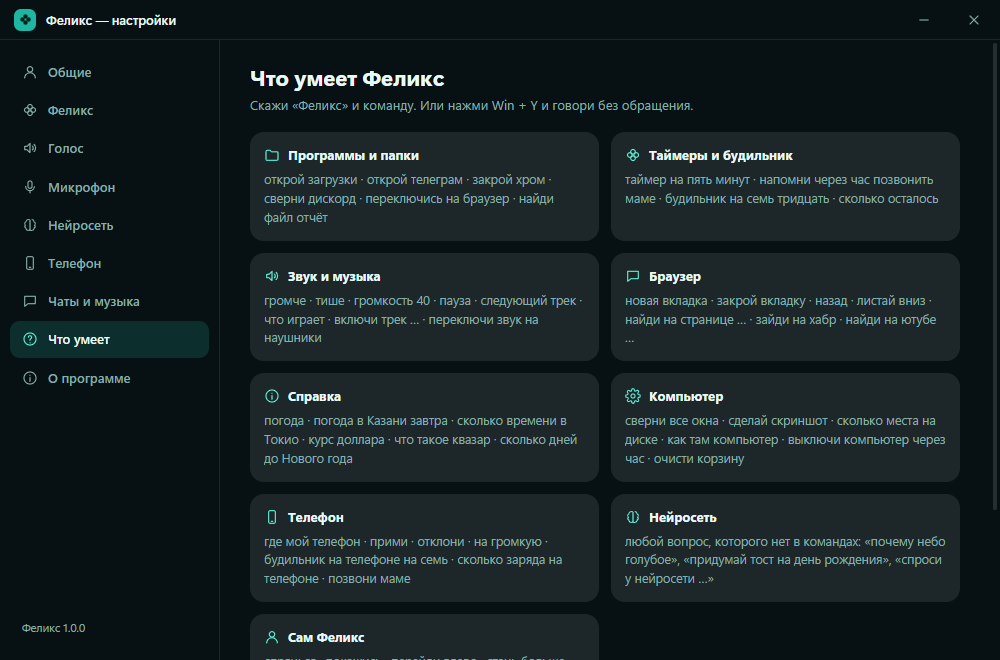 Феликс — настройки
Общие
Феликс
Голос
Микрофон
Нейросеть
Телефон
Чаты и музыка
Что умеет
О программе
Феликс 1.0.0
Что умеет Феликс
Скажи «Феликс» и команду. Или нажми Win + Y и говори без обращения.
Программы и папки
открой загрузки · открой телеграм · закрой хром ·
сверни дискорд · переключись на браузер · найди
файл отчёт
Таймеры и будильник
таймер на пять минут · напомни через час позвонить
маме · будильник на семь тридцать · сколько осталось
Звук и музыка
громче · тише · громкость 40 · пауза · следующий трек ·
что играет · включи трек ... · переключи звук на
наушники
Браузер
новая вкладка · закрой вкладку · назад · листай вниз ·
найди на странице ... · зайди на хабр · найди на ютубе
...
Справка
погода · погода в Казани завтра · сколько времени в
Токио · курс доллара · что такое квазар · сколько дней
до Нового года
Компьютер
сверни все окна · сделай скриншот · сколько места на
диске · как там компьютер · выключи компьютер через
час · очисти корзину
Телефон
где мой телефон · прими · отклони · на громкую ·
будильник на телефоне на семь · сколько заряда на
телефоне · позвони маме
Нейросеть
любой вопрос, которого нет в командах: «почему небо
голубое», «придумай тост на день рождения», «спроси
у нейросети ...»
Сам Феликс